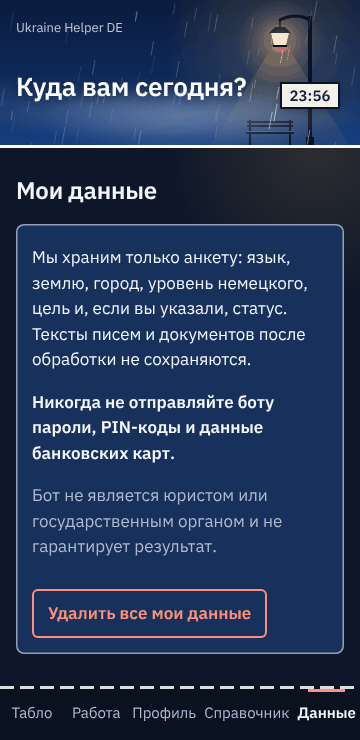 Ukraine Helper DE
Куда вам сегодня?
23:56
Мои данные
Мы храним только анкету: язык,
землю, город, уровень немецкого,
цель и, если вы указали, статус.
Тексты писем и документов после
обработки не сохраняются.
Никогда не отправляйте боту
пароли, PIN-коды и данные
банковских карт.
Бот не является юристом или
государственным органом и не
гарантирует результат.
Удалить все мои данные
Табло Работа Профиль Справочник Данные